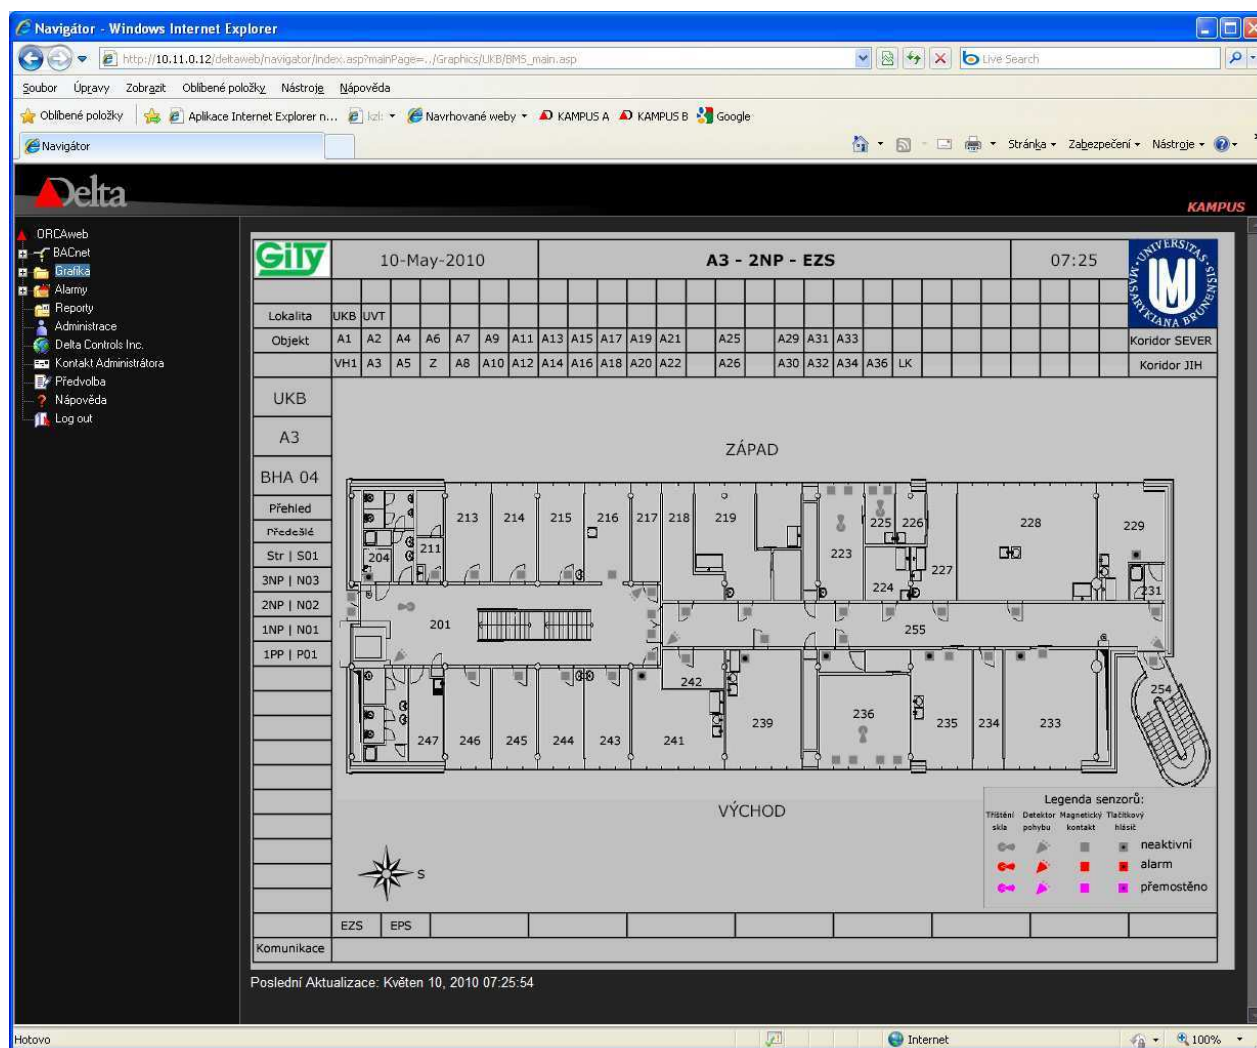 Navigátor - Windows Internet Explorer
http://10.11.0.12/deltaweb/navigator/index.asp?mainPage=../Graphics/UKB/BMS_main.asp
Live Search
Soubor Úpravy Zobrazit Oblíbené položky Nástroje Nápověda
Oblíbené položky Aplikace Internet Explorer n... Navrhované weby KAMPUS A KAMPUS B Google
Navigátor Stránka Zabezpečení Nástroje
Delta
KAMPUS
ORCAweb
BACnet
Grafika
Alarmy
Reporty
Administrace
Delta Controls Inc.
Kontakt Administrátora
Předvolba
Nápověda
Log out
GiTy 10-May-2010 A3 - 2NP - EZS 07:25
UNIVERSITAS MASARYKIANA BRUNENSIS
Lokalita UKB UVT
Objekt A1 A2 A4 A6 A7 A9 A11 A13 A15 A17 A19 A21 A25 A29 A31 A33 Koridor SEVER
VH1 A3 A5 Z A8 A10 A12 A14 A16 A18 A20 A22 A26 A30 A32 A34 A36 LK Koridor JIH
UKB
A3
BHA 04
Přehled
Předešlé
Str | S01
3NP | N03
2NP | N02
1NP | N01
1PP | P01
ZÁPAD
204 211 213 214 215 216 217 218 219 223 225 226 224 227 228 229 231
201 255
242 254
247 246 245 244 243 241 239 236 235 234 233
VÝCHOD
S
Legenda senzorů:
Tříštění skla Detektor pohybu Magnetický kontakt Tlačítkový hlásič
neaktivní
alarm
přemostěno
EZS EPS
Komunikace
Poslední Aktualizace: Květen 10, 2010 07:25:54
Hotovo Internet 100%